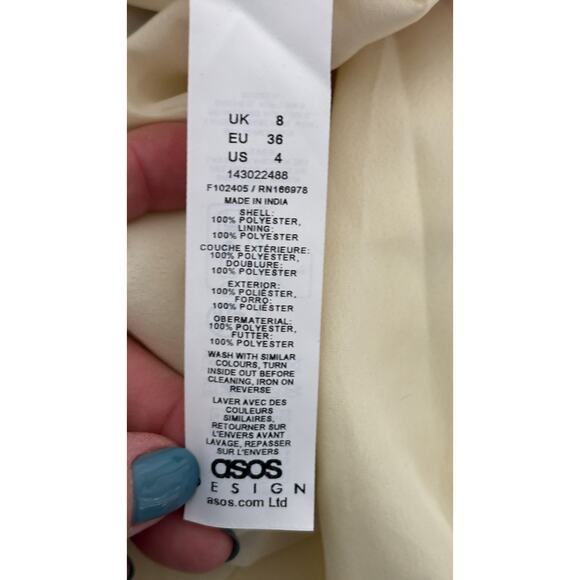 UK 8
EU 36
US 4
143022488
F102405 / RN166978
MADE IN INDIA
SHELL:
100% POLYESTER,
LINING:
100% POLYESTER
COUCHE EXTÉRIEURE:
100% POLYESTER,
DOUBLURE:
100% POLYESTER
EXTERIOR:
100% POLIÉSTER,
FORRO:
100% POLIÉSTER
OBERMATERIAL:
100% POLYESTER,
FUTTER:
100% POLYESTER
WASH WITH SIMILAR
COLOURS, TURN
INSIDE OUT BEFORE
CLEANING, IRON ON
REVERSE
LAVER AVEC DES
COULEURS
SIMILAIRES,
RETOURNER SUR
L'ENVERS AVANT
LAVAGE, REPASSER
SUR L'ENVERS
asos
ESIGN
asos.com Ltd